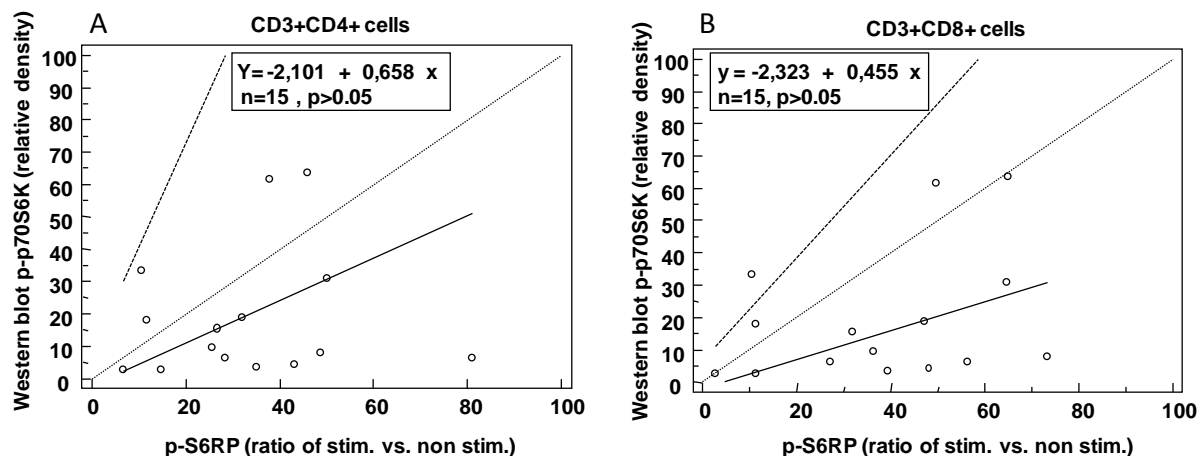 A
CD3+CD4+ cells
Y= -2,101 + 0,658 x
n=15 , p>0.05
Western blot p-p70S6K (relative density)
100
90
80
70
60
50
40
30
20
10
0
0 20 40 60 80 100
p-S6RP (ratio of stim. vs. non stim.)
B
CD3+CD8+ cells
y = -2,323 + 0,455 x
n=15, p>0.05
Western blot p-p70S6K (relative density)
100
90
80
70
60
50
40
30
20
10
0
0 20 40 60 80 100
p-S6RP (ratio of stim. vs. non stim.)